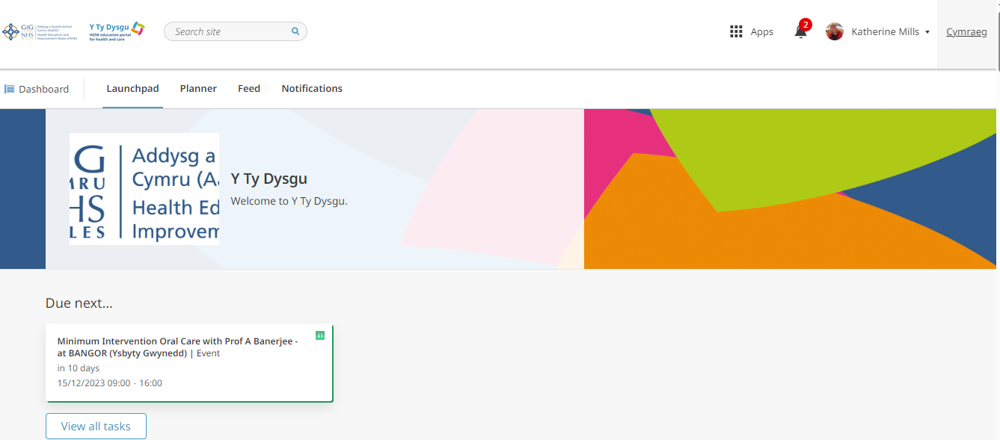 GIG
NHS
Addysg a Gwella Iechyd
Cymru (AaGIC)
Health Education and
Improvement Wales (HEIW)
Y Ty Dysgu
HEIW education portal
for health and care
Search site
Apps
2
Katherine Mills
Cymraeg
Dashboard
Launchpad
Planner
Feed
Notifications
G
MRU
HS
LES
Addysg a
Cymru (Aa
Health Ed
Improvem
Y Ty Dysgu
Welcome to Y Ty Dysgu.
Due next...
Minimum Intervention Oral Care with Prof A Banerjee -
at BANGOR (Ysbyty Gwynedd) | Event
31
in 10 days
15/12/2023 09:00 - 16:00
View all tasks